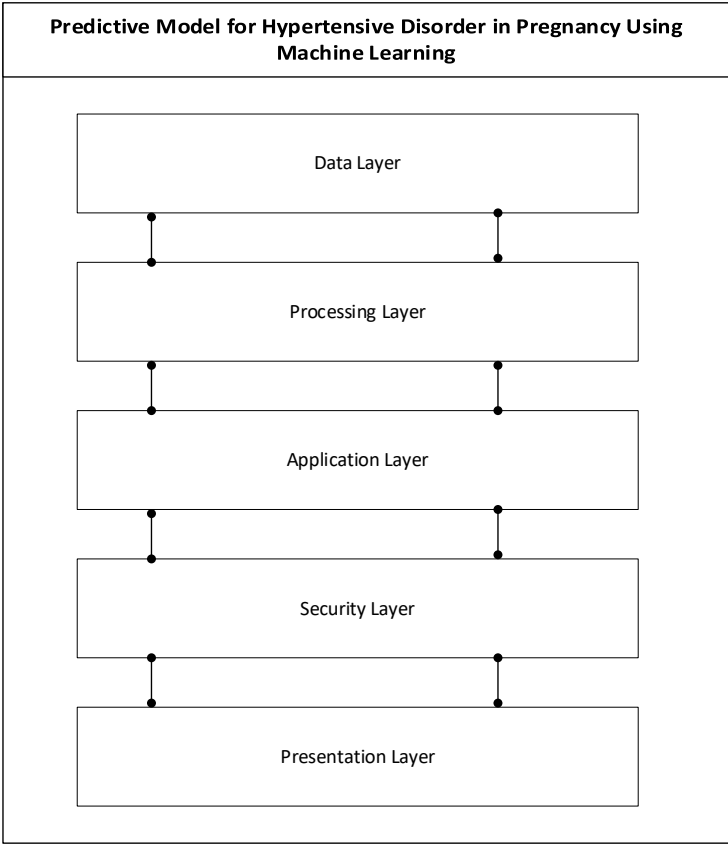 Predictive Model for Hypertensive Disorder in Pregnancy Using
Machine Learning
Data Layer
Processing Layer
Application Layer
Security Layer
Presentation Layer